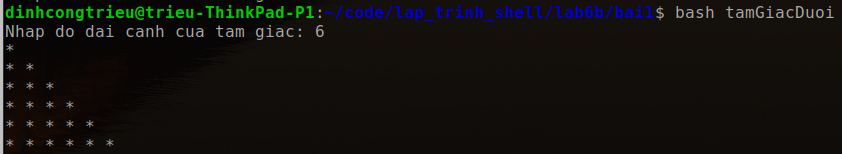 dinhcongtrieu@trieu-ThinkPad-P1:~/code/lap_trinh_shell/lab6b/bai1$ bash tamGiacDuoi
Nhap do dai canh cua tam giac: 6
*
* *
* * *
* * * *
* * * * *
* * * * * *